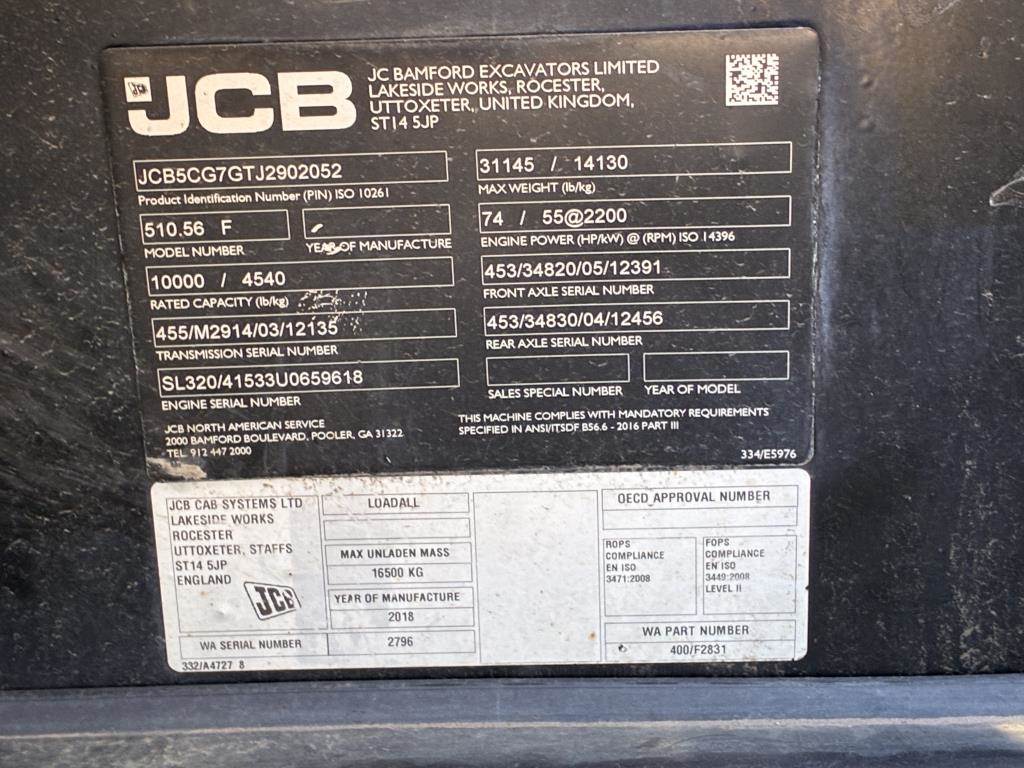 JCB
JC BAMFORD EXCAVATORS LIMITED
LAKESIDE WORKS, ROCESTER,
UTTOXETER, UNITED KINGDOM,
ST14 5JP
JCB5CG7GTJ2902052
Product Identification Number (PIN) ISO 10261
510.56 F
MODEL NUMBER
YEAR OF MANUFACTURE
10000 / 4540
RATED CAPACITY (lb/kg)
455/M2914/03/12135
TRANSMISSION SERIAL NUMBER
SL320/41533U0659618
ENGINE SERIAL NUMBER
JCB NORTH AMERICAN SERVICE
2000 BAMFORD BOULEVARD, POOLER, GA 31322
TEL 912 447 2000
31145 / 14130
MAX WEIGHT (lb/kg)
74 / 55@2200
ENGINE POWER (HP/kW) @ (RPM) ISO 14396
453/34820/05/12391
FRONT AXLE SERIAL NUMBER
453/34830/04/12456
REAR AXLE SERIAL NUMBER
SALES SPECIAL NUMBER
YEAR OF MODEL
THIS MACHINE COMPLIES WITH MANDATORY REQUIREMENTS
SPECIFIED IN ANSI/ITSDF B56.6 - 2016 PART III
334/E5976
JCB CAB SYSTEMS LTD
LAKESIDE WORKS
ROCESTER
UTTOXETER, STAFFS
ST14 5JP
ENGLAND
JCB
LOADALL
MAX UNLADEN MASS
16500 KG
YEAR OF MANUFACTURE
2018
WA SERIAL NUMBER
2796
332/A4727 8
OECD APPROVAL NUMBER
ROPS
COMPLIANCE
EN ISO
3471:2008
FOPS
COMPLIANCE
EN ISO
3449:2008
LEVEL II
WA PART NUMBER
400/F2831